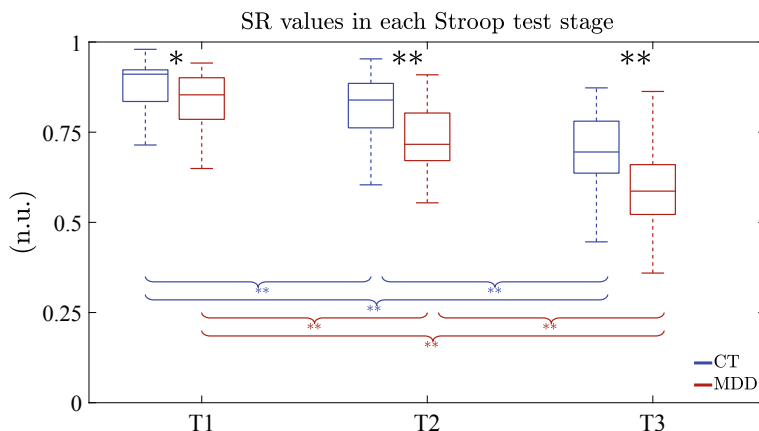 SR values in each Stroop test stage
1
* ** **
0.75
(n.u.)
0.5
** **
**
0.25
** **
**
CT
MDD
0
T1 T2 T3